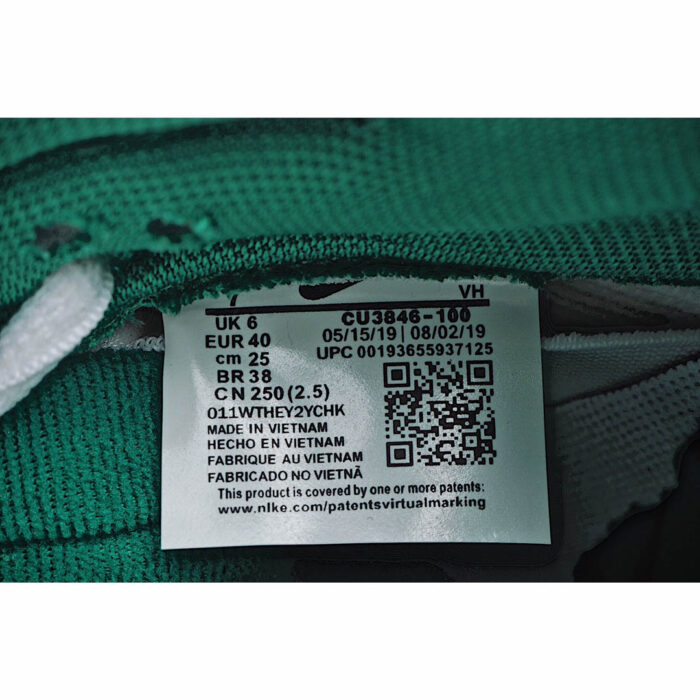 7 VH
UK 6
EUR 40
cm 25
BR 38
CN 250 (2.5)
CU3846-100
05/15/19 | 08/02/19
UPC 00193655937125
011WTHEY2YCHK
MADE IN VIETNAM
HECHO EN VIETNAM
FABRIQUE AU VIETNAM
FABRICADO NO VIETNÃ
This product is covered by one or more patents:
www.nike.com/patentsvirtualmarking